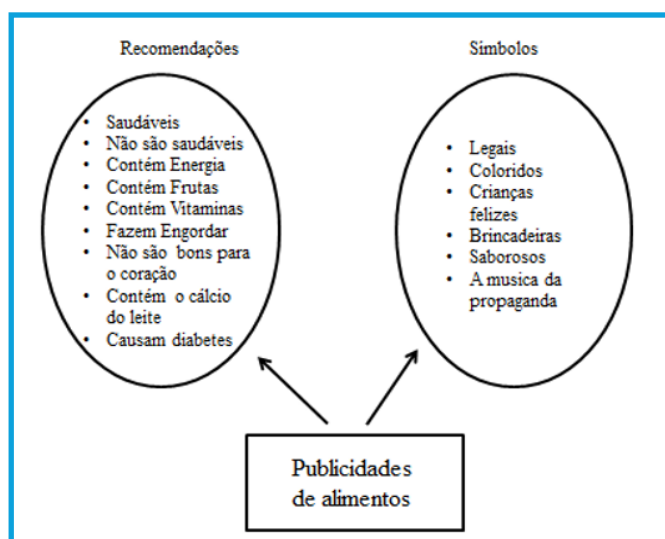 Recomendações
• Saudáveis
• Não são saudáveis
• Contém Energia
• Contém Frutas
• Contém Vitaminas
• Fazem Engordar
• Não são bons para
o coração
• Contém o cálcio
do leite
• Causam diabetes
Simbolos
• Legais
• Coloridos
• Crianças
felizes
• Brincadeiras
• Saborosos
• A musica da
propaganda
Publicidades
de alimentos